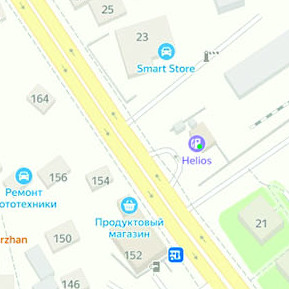 25
23
Smart Store
164
Helios
156
154
Ремонт
ототехники
Продуктовый
магазин
21
rzhan
150
152
146